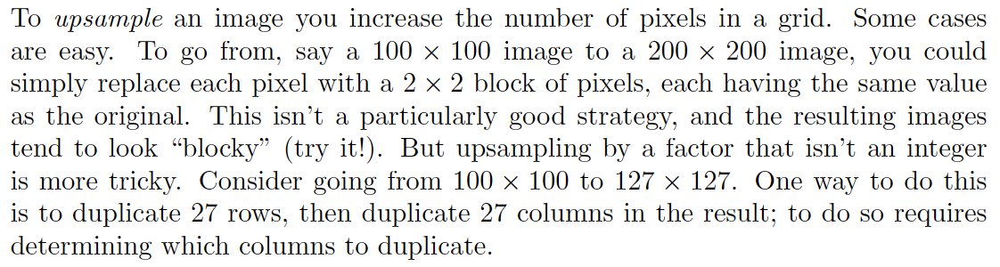 To upsample an image you increase the number of pixels in a grid. Some cases
are easy. To go from, say a 100 × 100 image to a 200 × 200 image, you could
simply replace each pixel with a 2 × 2 block of pixels, each having the same value
as the original. This isn't a particularly good strategy, and the resulting images
tend to look “blocky” (try it!). But upsampling by a factor that isn't an integer
is more tricky. Consider going from 100 × 100 to 127 × 127. One way to do this
is to duplicate 27 rows, then duplicate 27 columns in the result; to do so requires
determining which columns to duplicate.